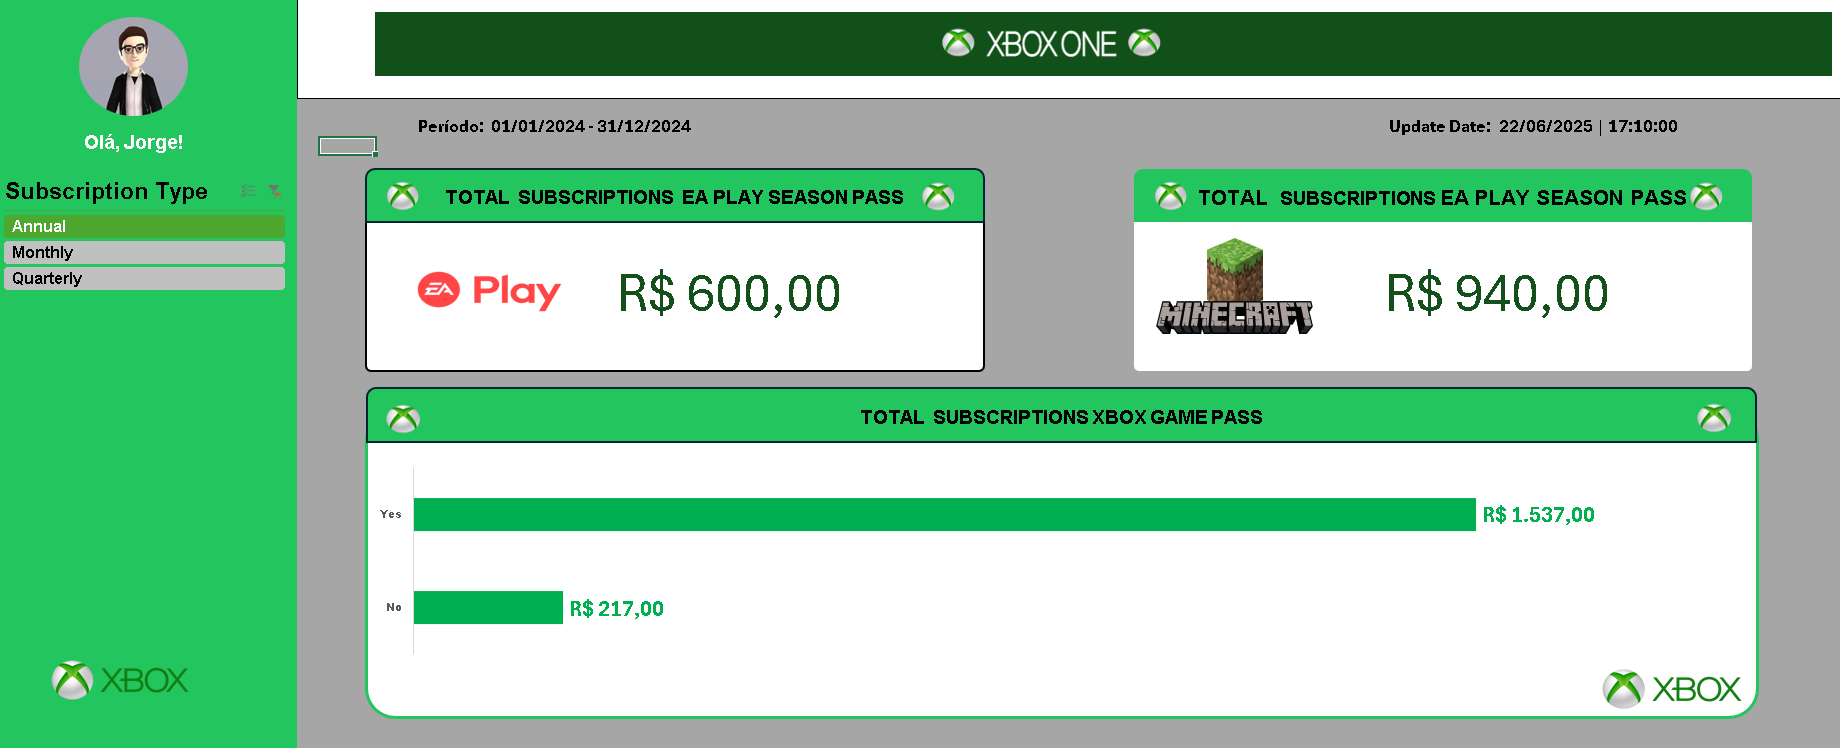 XBOX ONE
Olá, Jorge!
Período: 01/01/2024 - 31/12/2024
Update Date: 22/06/2025 | 17:10:00
Subscription Type
Annual
Monthly
Quarterly
TOTAL SUBSCRIPTIONS EA PLAY SEASON PASS
EA Play
R$ 600,00
TOTAL SUBSCRIPTIONS EA PLAY SEASON PASS
MINECRAFT
R$ 940,00
TOTAL SUBSCRIPTIONS XBOX GAME PASS
Yes
R$ 1.537,00
No
R$ 217,00
XBOX
XBOX